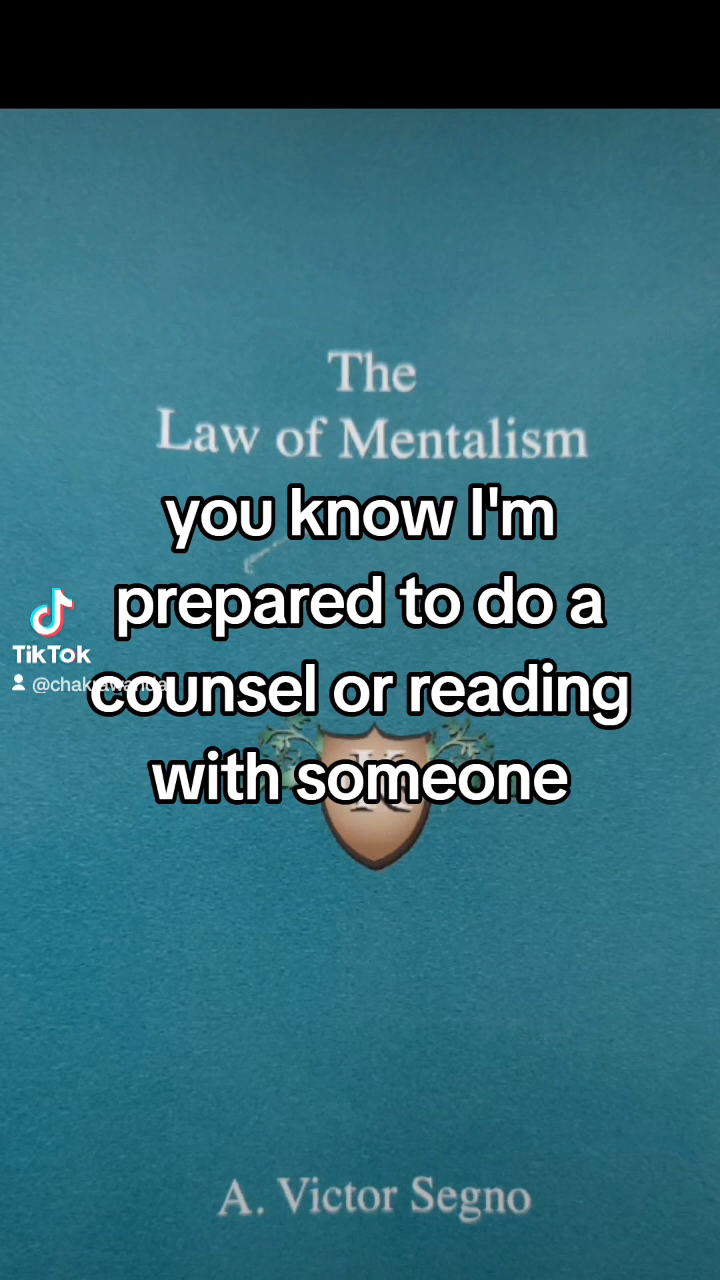 The
Law of Mentalism
you know I'm
prepared to do a
counsel or reading
with someone
TikTok
A. Victor Segno